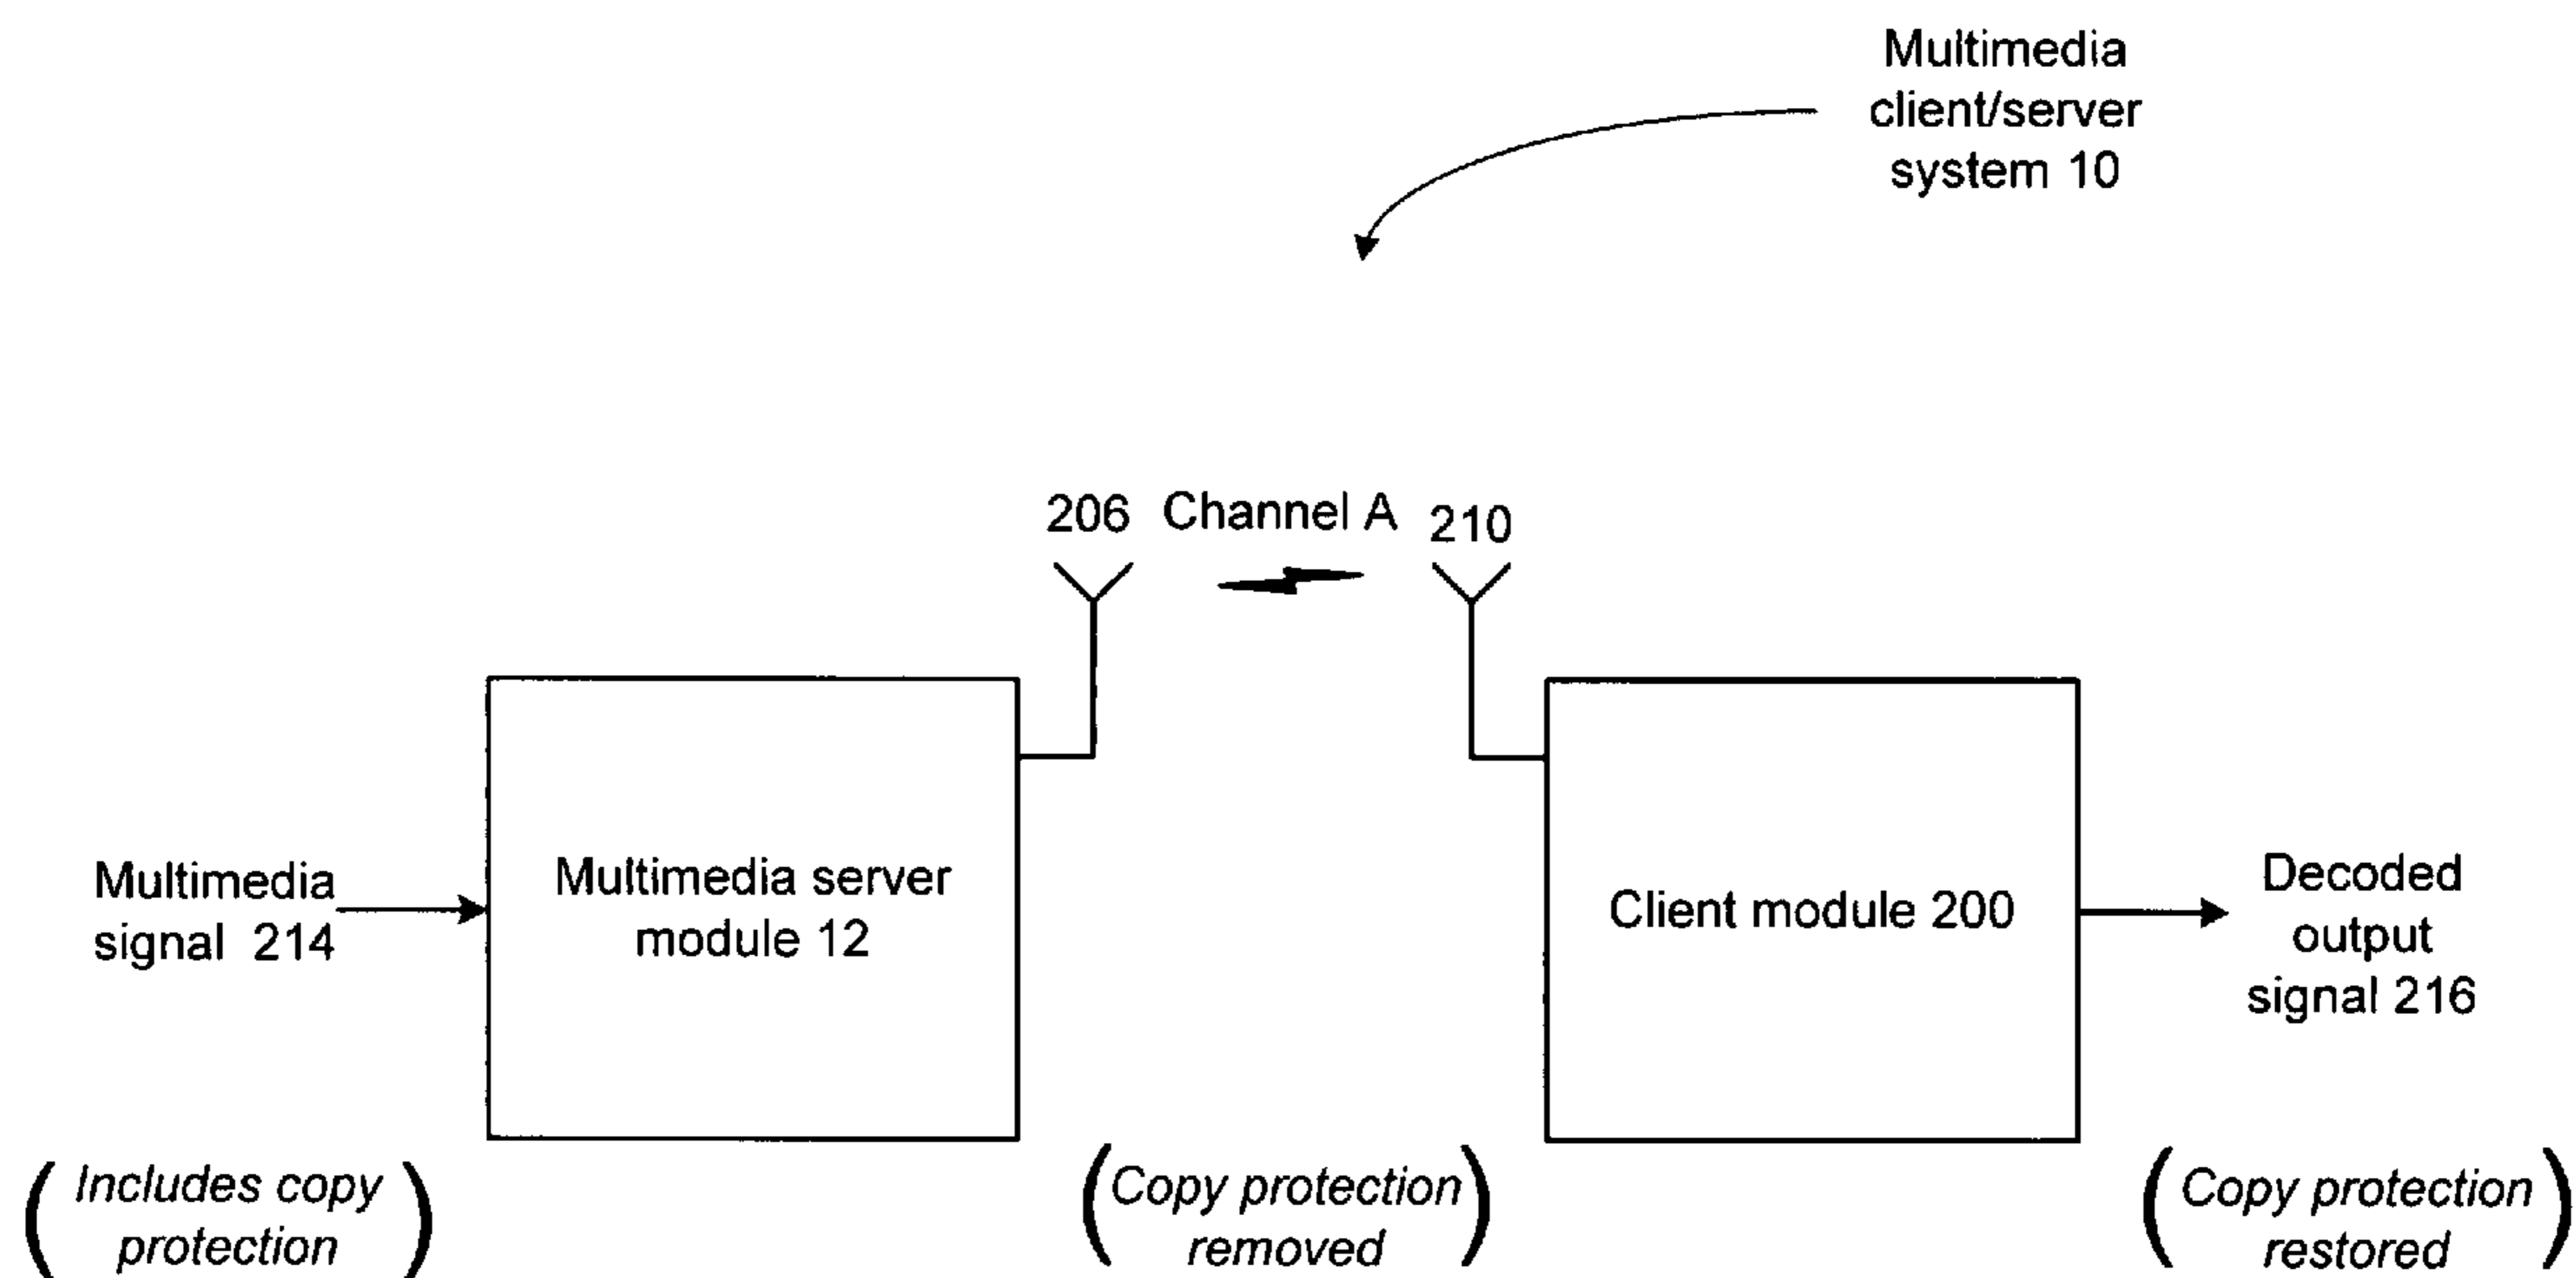 Multimedia
client/server
system 10
206 Channel A 210
Multimedia
signal 214
Multimedia server
module 12
Client module 200
Decoded
output
signal 216
(Includes copy
protection)
(Copy protection
removed)
(Copy protection
restored)